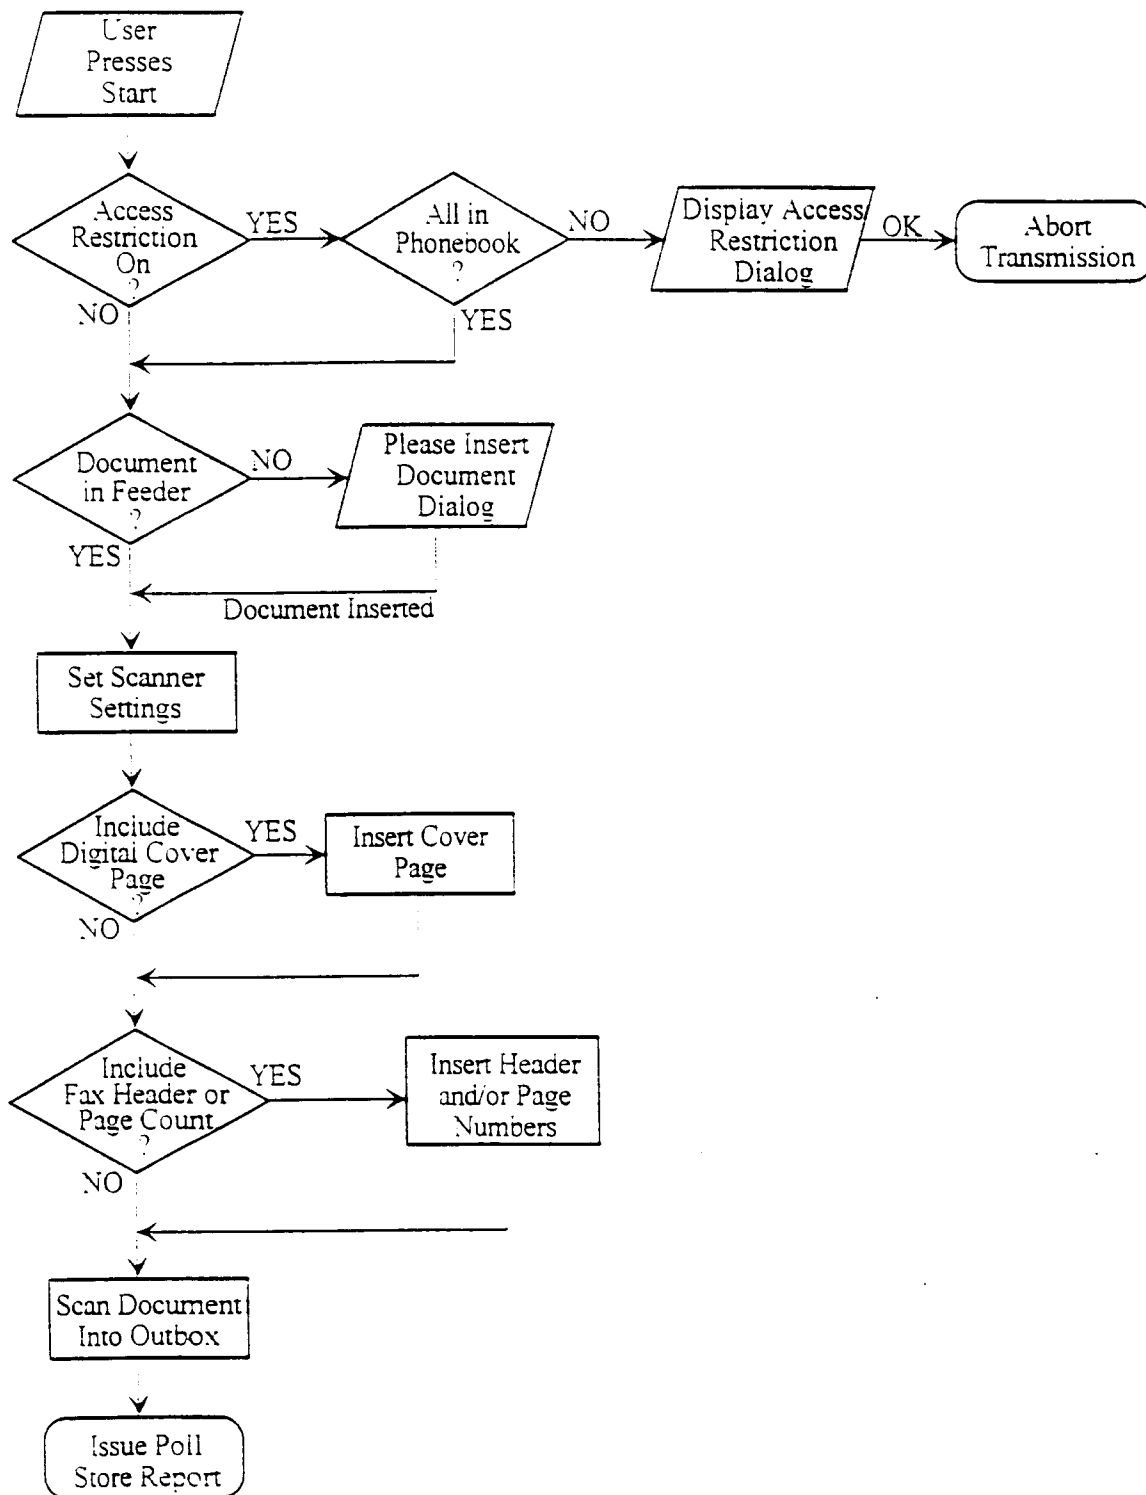 User
Presses
Start
Access
Restriction
On
?
YES
All in
Phonebook
?
NO
Display Access
Restriction
Dialog
OK
Abort
Transmission
NO
YES
Document
in Feeder
?
NO
Please Insert
Document
Dialog
YES
Document Inserted
Set Scanner
Settings
Include
Digital Cover
Page
?
YES
Insert Cover
Page
NO
Include
Fax Header or
Page Count
?
YES
Insert Header
and/or Page
Numbers
NO
Scan Document
Into Outbox
Issue Poll
Store Report